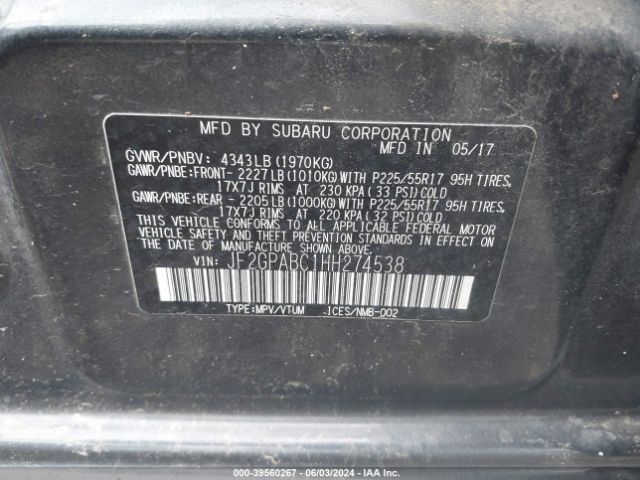 MFD BY SUBARU CORPORATION
MFD IN 05/17
GVWR/PNBV: 4343LB (1970KG)
GAWR/PNBE:FRONT- 2227LB (1010KG)WITH P225/55R17 95H TIRES,
17X7J RIMS AT 230 KPA (33 PSI)COLD
GAWR/PNBE:REAR - 2205LB (1000KG)WITH P225/55R17 95H TIRES,
17X7J RIMS AT 220 KPA (32 PSI)COLD
THIS VEHICLE CONFORMS TO ALL APPLICABLE FEDERAL MOTOR
VEHICLE SAFETY AND THEFT PREVENTION STANDARDS IN EFFECT ON
THE DATE OF MANUFACTURE SHOWN ABOVE.
VIN: JF2GPABC1HH274538
TYPE:MPV/VTUM ICES/NMB-002
000-39560267 - 06/03/2024 - IAA Inc.